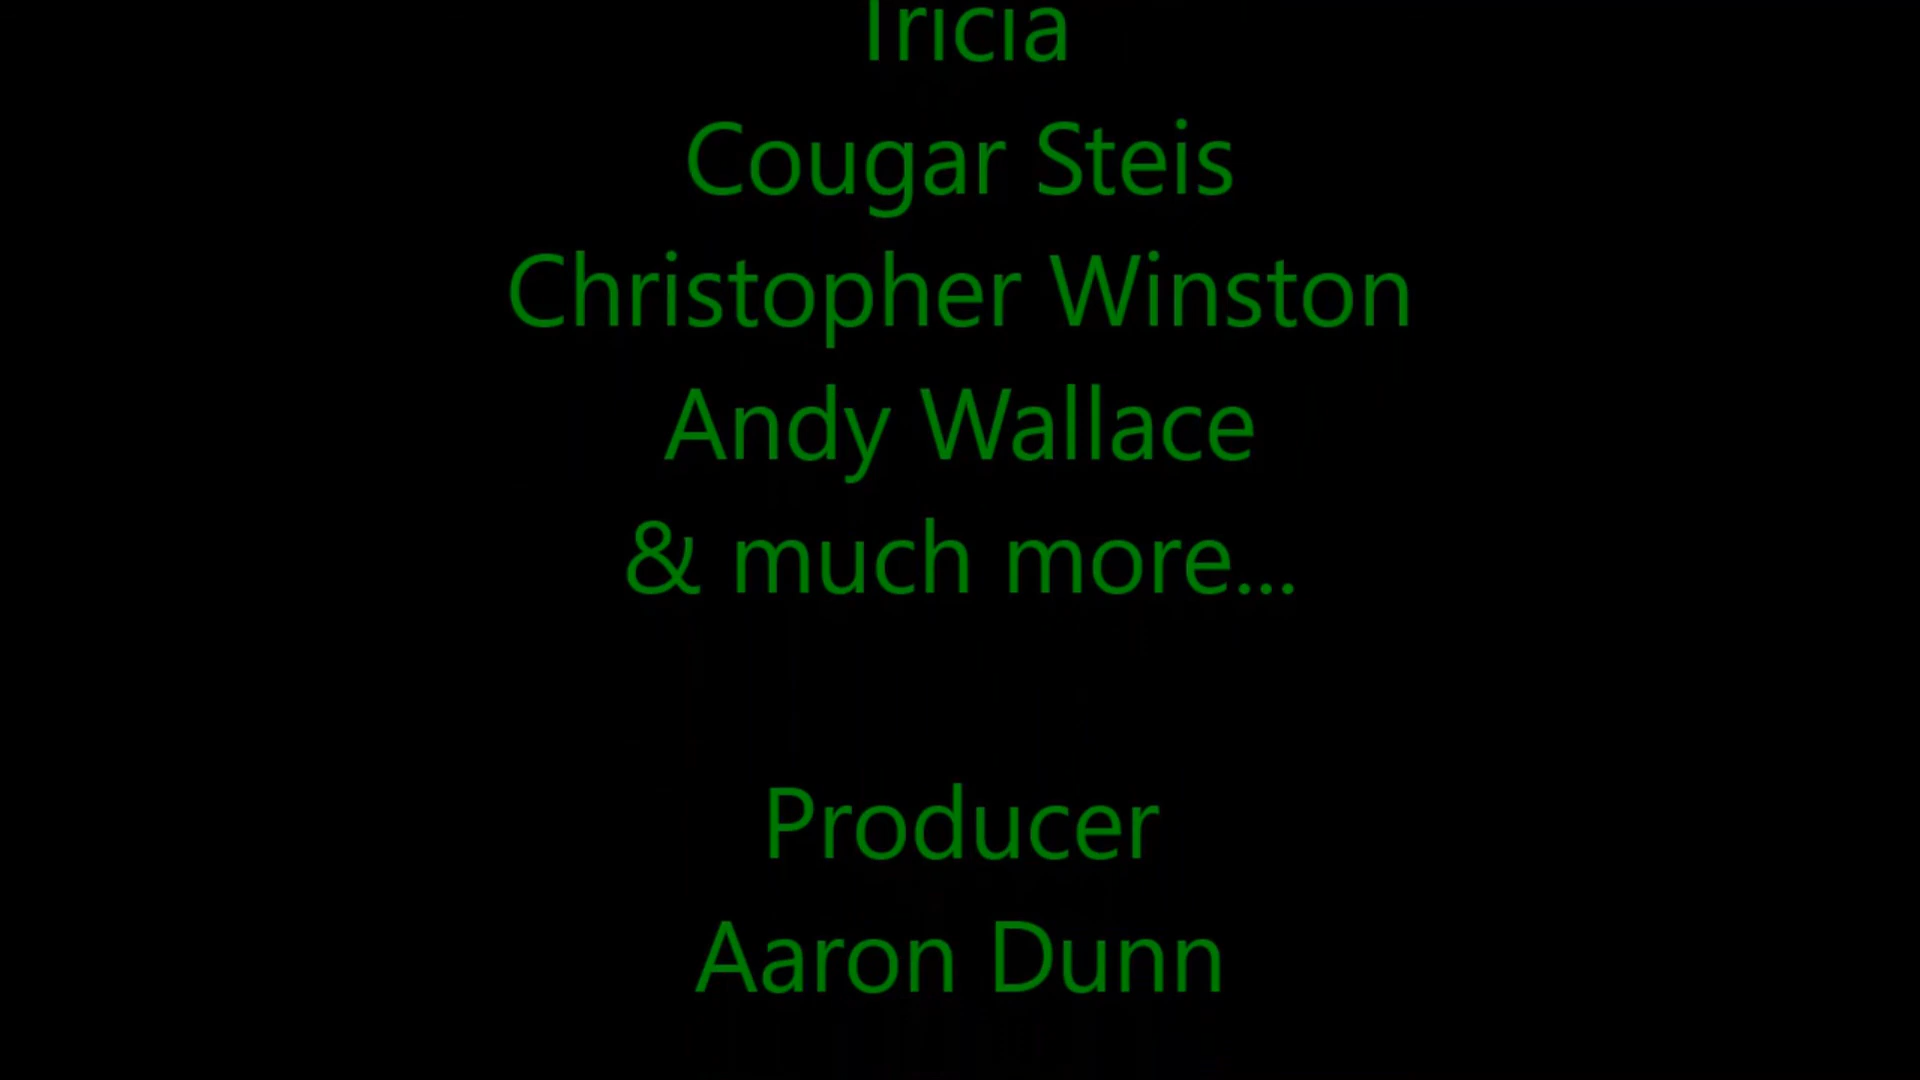 Tricia
Cougar Steis
Christopher Winston
Andy Wallace
& much more...
Producer
Aaron Dunn